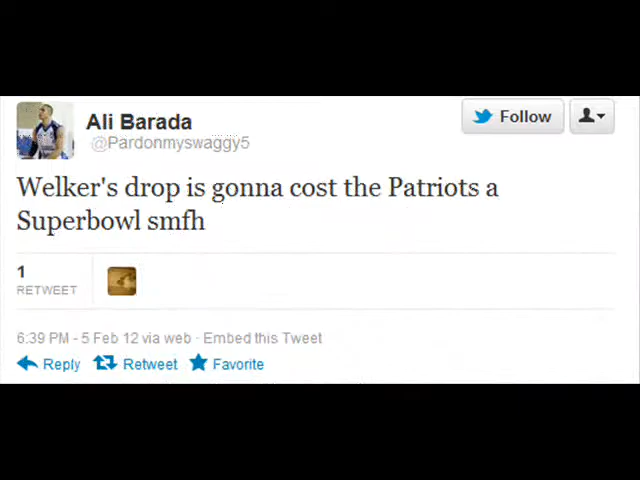 Ali Barada
@Pardonmyswaggy5
Follow
Welker's drop is gonna cost the Patriots a
Superbowl smfh
1
RETWEET
6:39 PM - 5 Feb 12 via web · Embed this Tweet
Reply Retweet Favorite